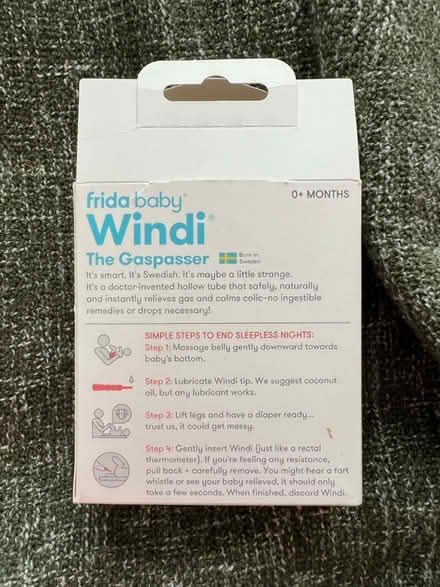 frida baby®
0+ MONTHS
Windi®
The Gaspasser
Born in
Sweden
It's smart. It's Swedish. It's maybe a little strange.
It's a doctor-invented hollow tube that safely, naturally
and instantly relieves gas and calms colic-no ingestible
remedies or drops necessary!
SIMPLE STEPS TO END SLEEPLESS NIGHTS:
Step 1: Massage belly gently downward towards
baby's bottom.
Step 2: Lubricate Windi tip. We suggest coconut
oil, but any lubricant works.
Step 3: Lift legs and have a diaper ready...
trust us, it could get messy.
Step 4: Gently insert Windi (just like a rectal
thermometer). If you're feeling any resistance,
pull back + carefully remove. You might hear a fart
whistle or see your baby relieved. It should only
take a few seconds. When finished, discard Windi.